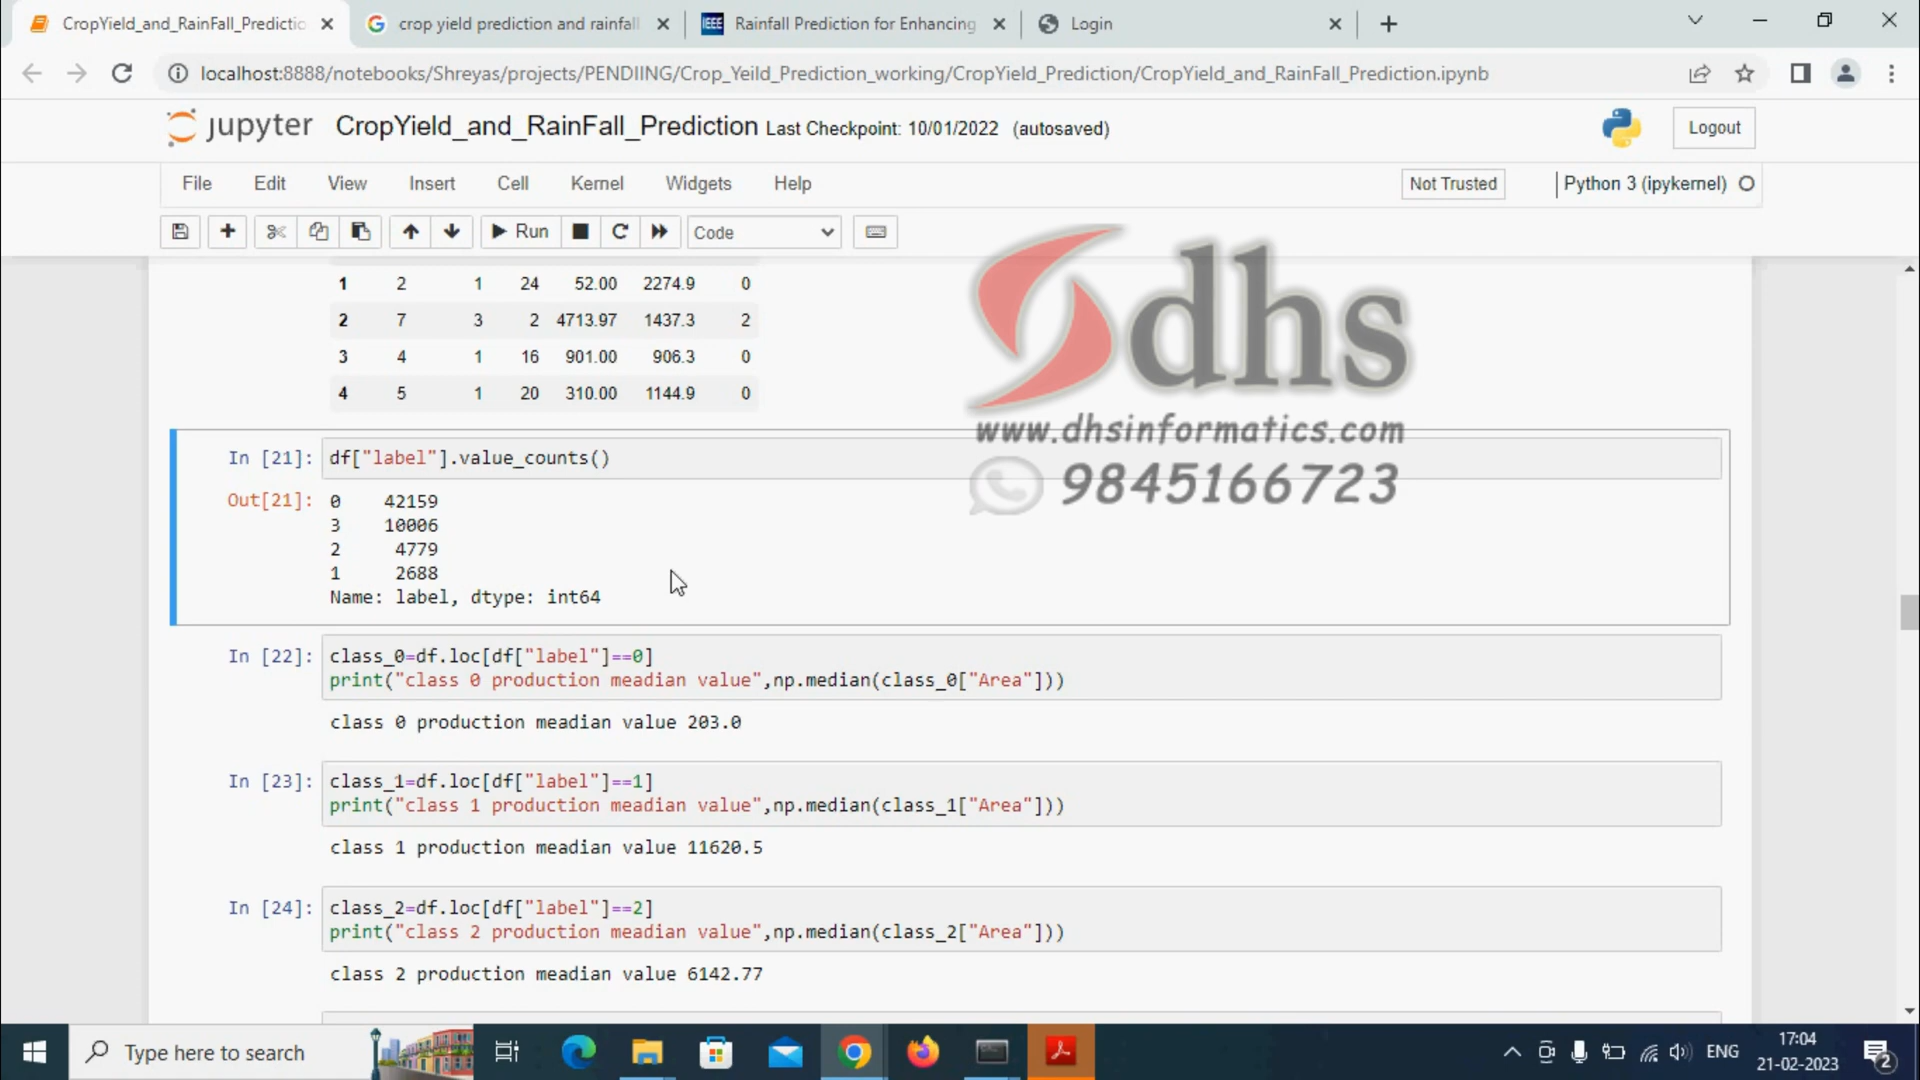 CropYield_and_RainFall_Predictic
crop yield prediction and rainfall
IEEE
Rainfall Prediction for Enhancing
Login
localhost:8888/notebooks/Shreyas/projects/PENDIING/Crop_Yeild_Prediction_working/CropYield_Prediction/CropYield_and_RainFall_Prediction.ipynb
jupyter CropYield_and_RainFall_Prediction Last Checkpoint: 10/01/2022 (autosaved)
Logout
File Edit View Insert Cell Kernel Widgets Help
Not Trusted
Python 3 (ipykernel)
Run
Code
1 2 1 24 52.00 2274.9 0
2 7 3 2 4713.97 1437.3 2
3 4 1 16 901.00 906.3 0
4 5 1 20 310.00 1144.9 0
dhs
www.dhsinformatics.com
9845166723
In [21]: df["label"].value_counts()
Out[21]: 0 42159
3 10006
2 4779
1 2688
Name: label, dtype: int64
In [22]: class_0=df.loc[df["label"]==0]
print("class 0 production meadian value",np.median(class_0["Area"]))
class 0 production meadian value 203.0
In [23]: class_1=df.loc[df["label"]==1]
print("class 1 production meadian value",np.median(class_1["Area"]))
class 1 production meadian value 11620.5
In [24]: class_2=df.loc[df["label"]==2]
print("class 2 production meadian value",np.median(class_2["Area"]))
class 2 production meadian value 6142.77
Type here to search
ENG
17:04
21-02-2023
2